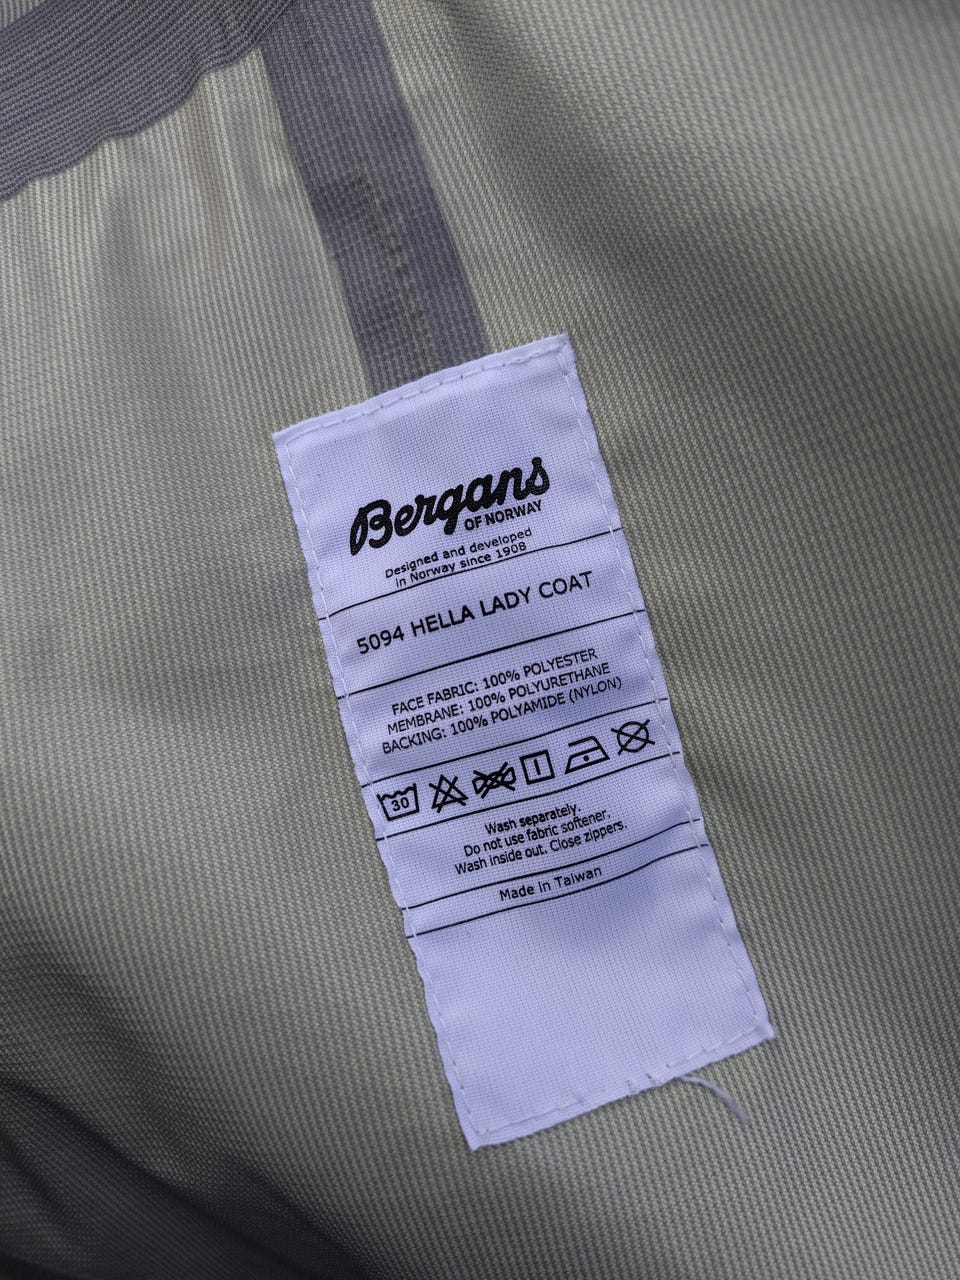 Bergans
OF NORWAY
Designed and developed
in Norway since 1908
5094 HELLA LADY COAT
FACE FABRIC: 100% POLYESTER
MEMBRANE: 100% POLYURETHANE
BACKING: 100% POLYAMIDE (NYLON)
30
Wash separately.
Do not use fabric softener.
Wash inside out. Close zippers.
Made in Taiwan